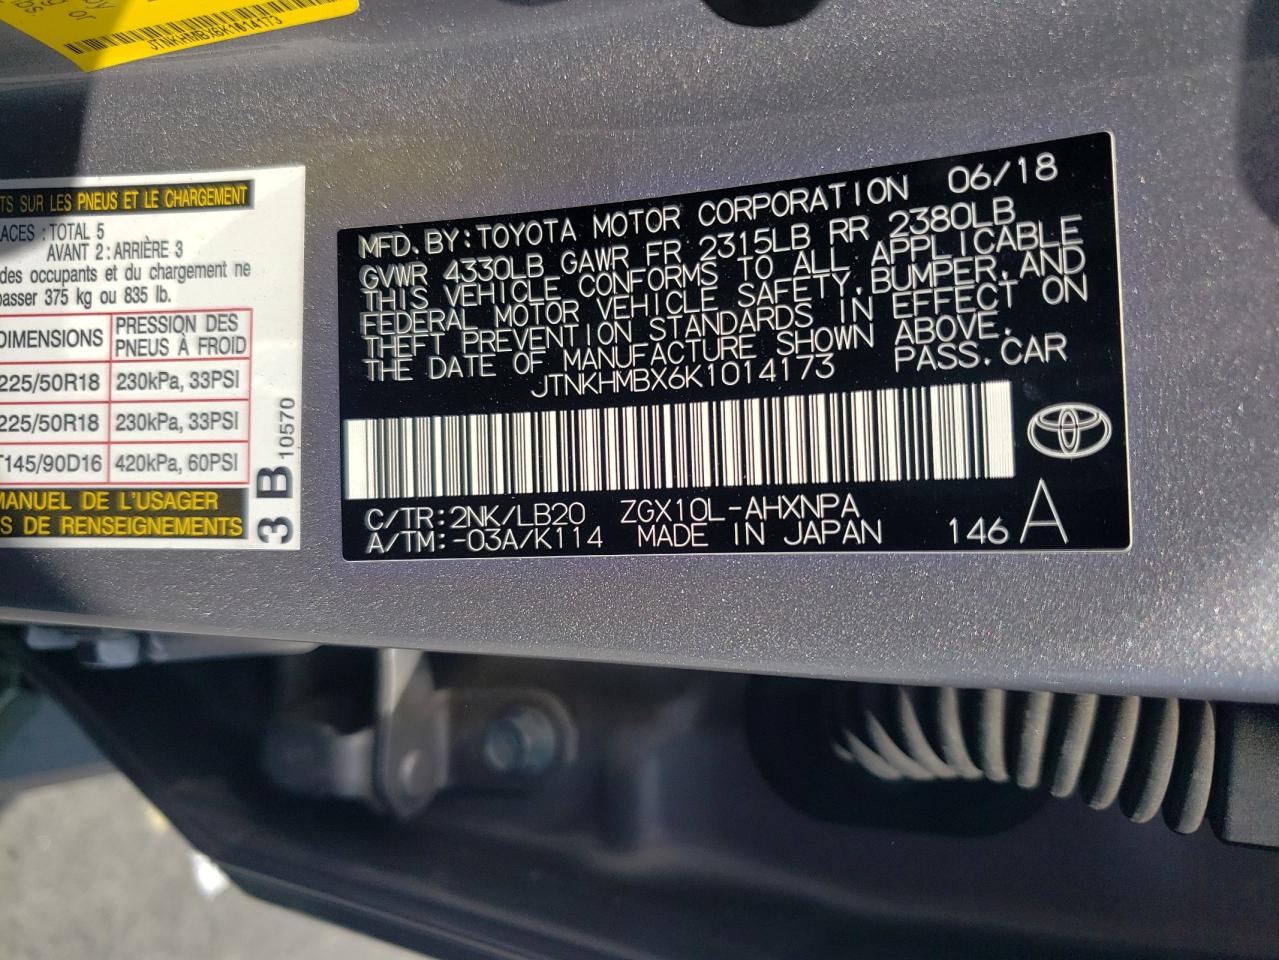 JTNKHMBX6K1014173
TS SUR LES PNEUS ET LE CHARGEMENT
ACES : TOTAL 5
AVANT 2 : ARRIÈRE 3
des occupants et du chargement ne
passer 375 kg ou 835 lb.
DIMENSIONS PRESSION DES PNEUS À FROID
225/50R18 230kPa, 33PSI
225/50R18 230kPa, 33PSI
T145/90D16 420kPa, 60PSI
MANUEL DE L'USAGER
S DE RENSEIGNEMENTS
3 B 10570
MFD. BY: TOYOTA MOTOR CORPORATION 06/18
GVWR 4330LB GAWR FR 2315LB RR 2380LB
THIS VEHICLE CONFORMS TO ALL APPLICABLE
FEDERAL MOTOR VEHICLE SAFETY, BUMPER, AND
THEFT PREVENTION STANDARDS IN EFFECT ON
THE DATE OF MANUFACTURE SHOWN ABOVE.
JTNKHMBX6K1014173 PASS. CAR
C/TR: 2NK/LB20 ZGX10L-AHXNPA
A/TM: -03A/K114 MADE IN JAPAN 146 A